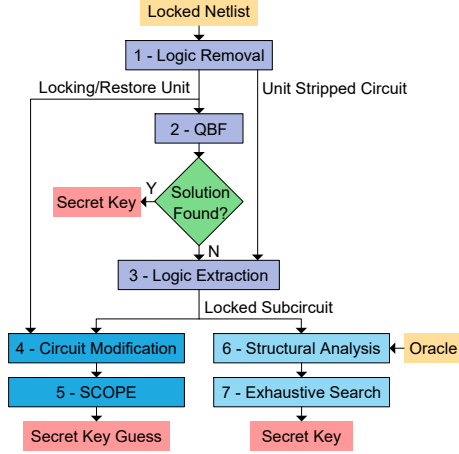 Locked Netlist
1 - Logic Removal
Locking/Restore Unit
Unit Stripped Circuit
2 - QBF
Y
Solution
Found?
Secret Key
N
3 - Logic Extraction
Locked Subcircuit
4 - Circuit Modification
6 - Structural Analysis
Oracle
5 - SCOPE
7 - Exhaustive Search
Secret Key Guess
Secret Key